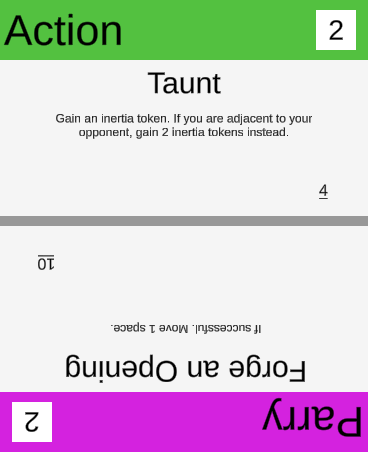 Action
2
Taunt
Gain an inertia token. If you are adjacent to your
opponent, gain 2 inertia tokens instead.
4
Parry
2
Forge an Opening
If successful. Move 1 space.
10